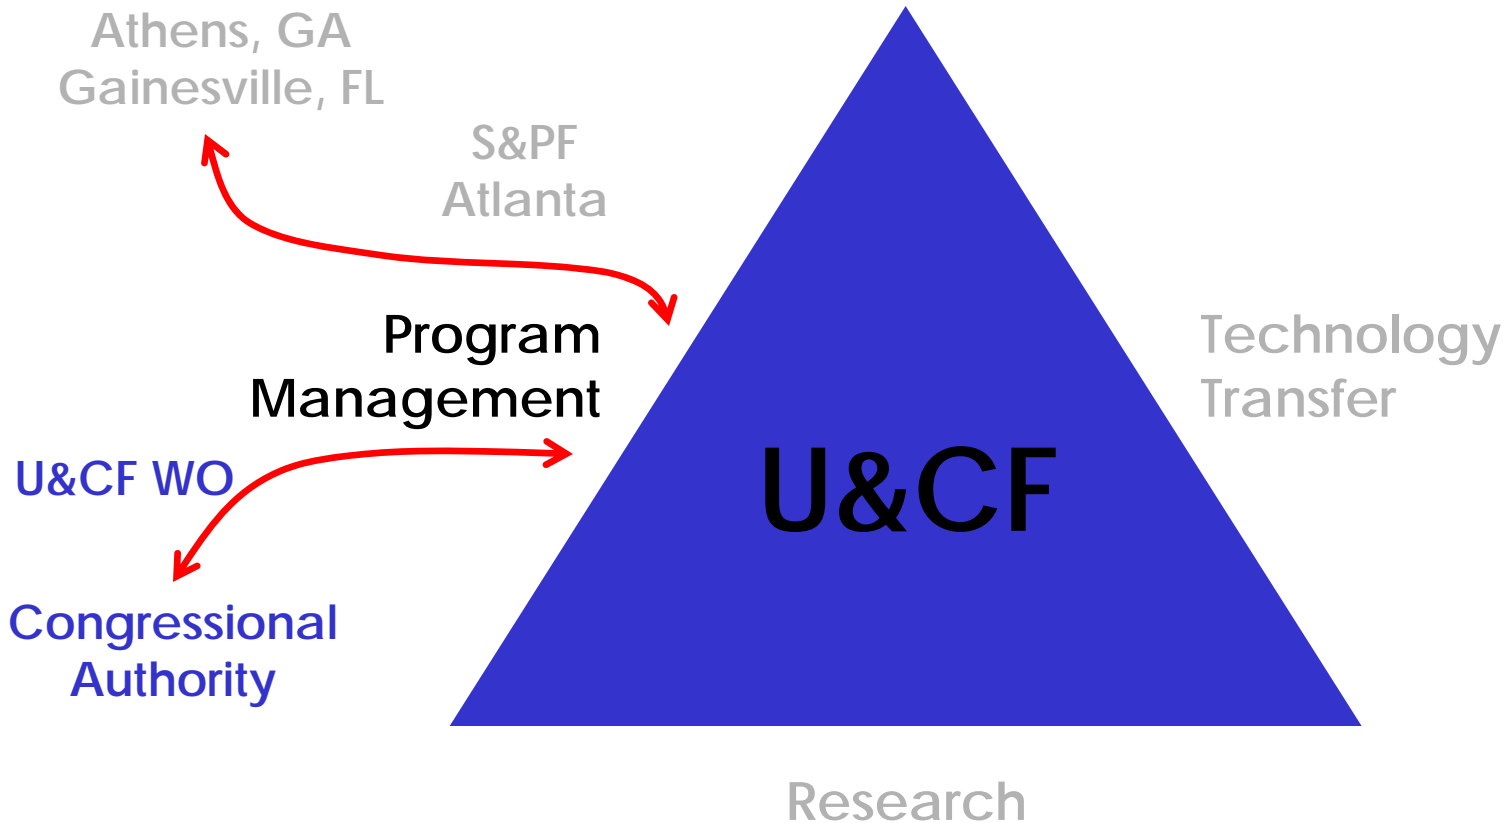 Athens, GA
Gainesville, FL
S&PF
Atlanta
Program
Management
Technology
Transfer
U&CF WO
U&CF
Congressional
Authority
Research